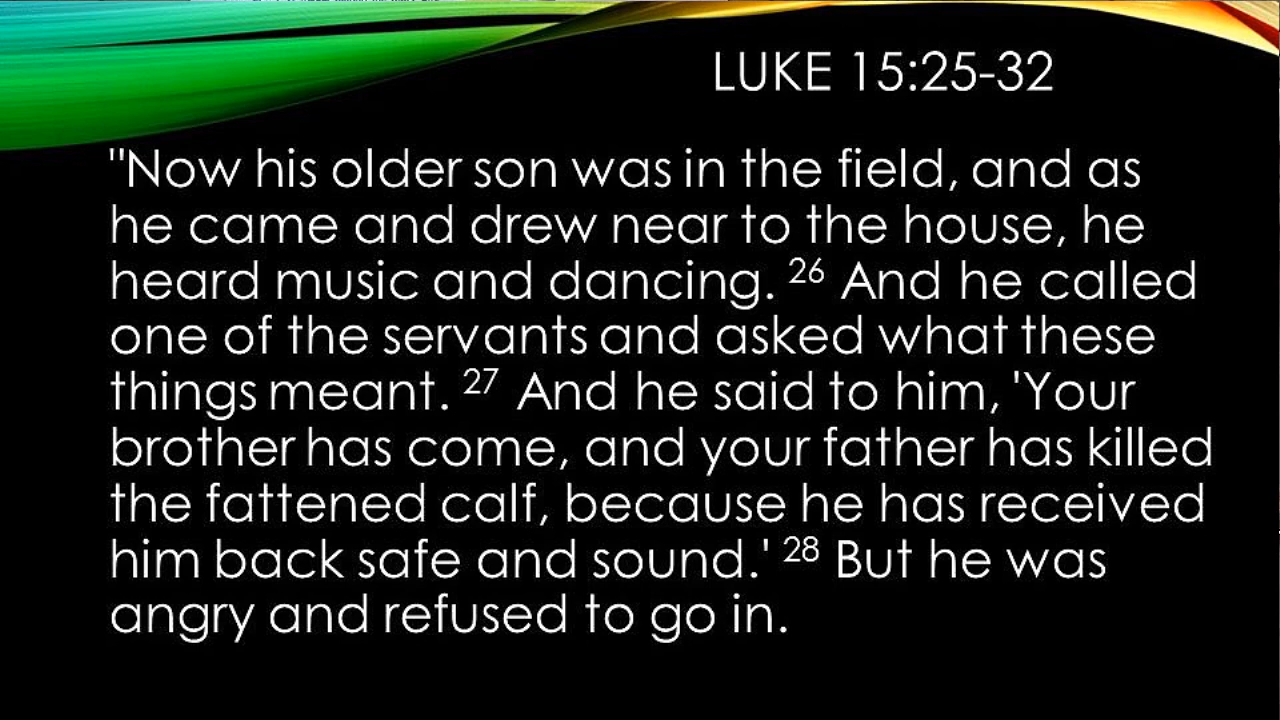 LUKE 15:25-32
"Now his older son was in the field, and as
he came and drew near to the house, he
heard music and dancing. 26 And he called
one of the servants and asked what these
things meant. 27 And he said to him, 'Your
brother has come, and your father has killed
the fattened calf, because he has received
him back safe and sound.' 28 But he was
angry and refused to go in.